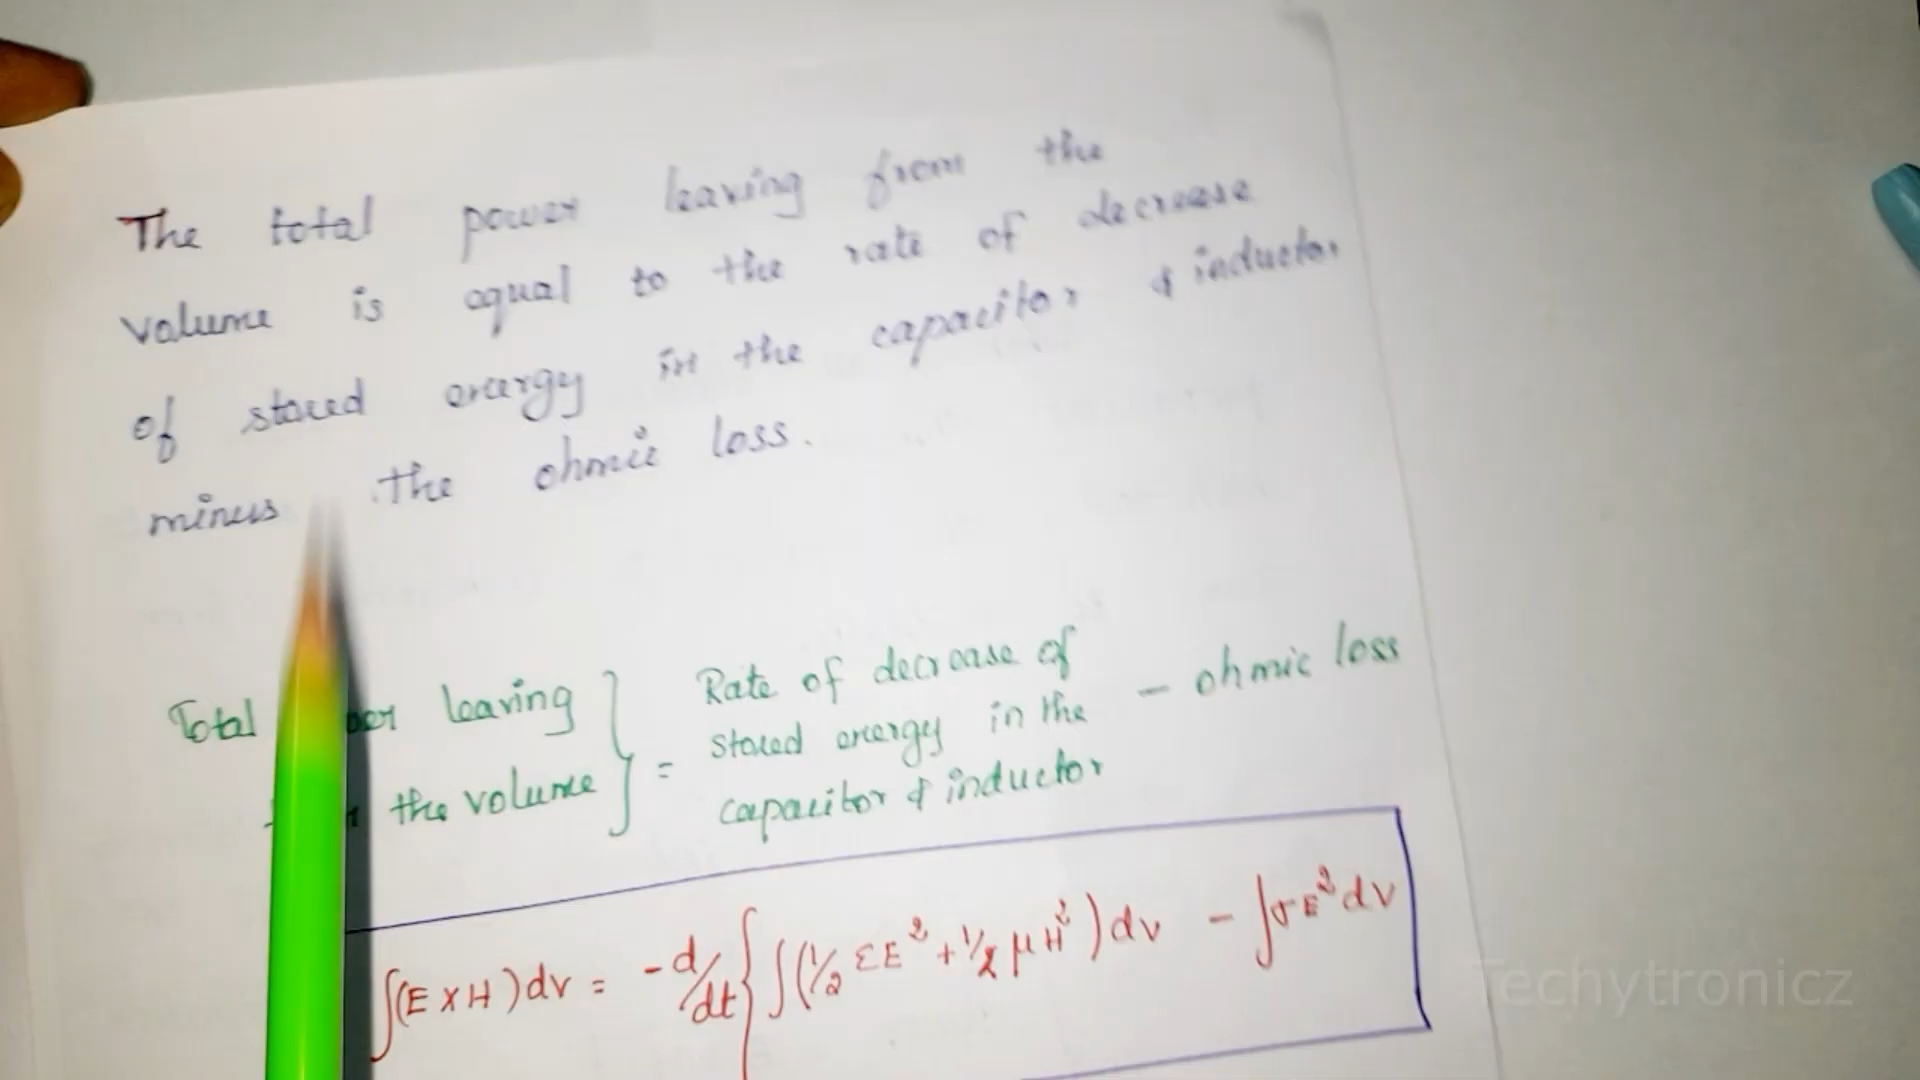 The total power leaving from the
volume is equal to the rate of decrease
of stored energy in the capacitor & inductor
minus the ohmic loss.
Total leaving } = Rate of decrease of - ohmic loss
the volume stored energy in the
capacitor & inductor
∫(E X H) dv = -d/dt { ∫(1/2 εE² + 1/2 μH²) dv - ∫σE² dv
Techytronicz